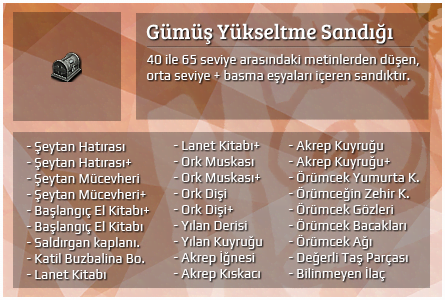 Gümüş Yükseltme Sandığı
40 ile 65 seviye arasındaki metinlerden düşen,
orta seviye + basma eşyaları içeren sandıktır.
- Şeytan Hatırası
- Şeytan Hatırası+
- Şeytan Mücevheri
- Şeytan Mücevheri+
- Başlangıç El Kitabı+
- Başlangıç El Kitabı
- Saldırgan kaplanı.
- Katil Buzbalina Bo.
- Lanet Kitabı
- Lanet Kitabı+
- Ork Muskası
- Ork Muskası+
- Ork Dişi
- Ork Dişi+
- Yılan Derisi
- Yılan Kuyruğu
- Akrep İğnesi
- Akrep Kıskacı
- Akrep Kuyruğu
- Akrep Kuyruğu+
- Örümcek Yumurta K.
- Örümceğin Zehir K.
- Örümcek Gözleri
- Örümcek Bacakları
- Örümcek Ağı
- Değerli Taş Parçası
- Bilinmeyen İlaç